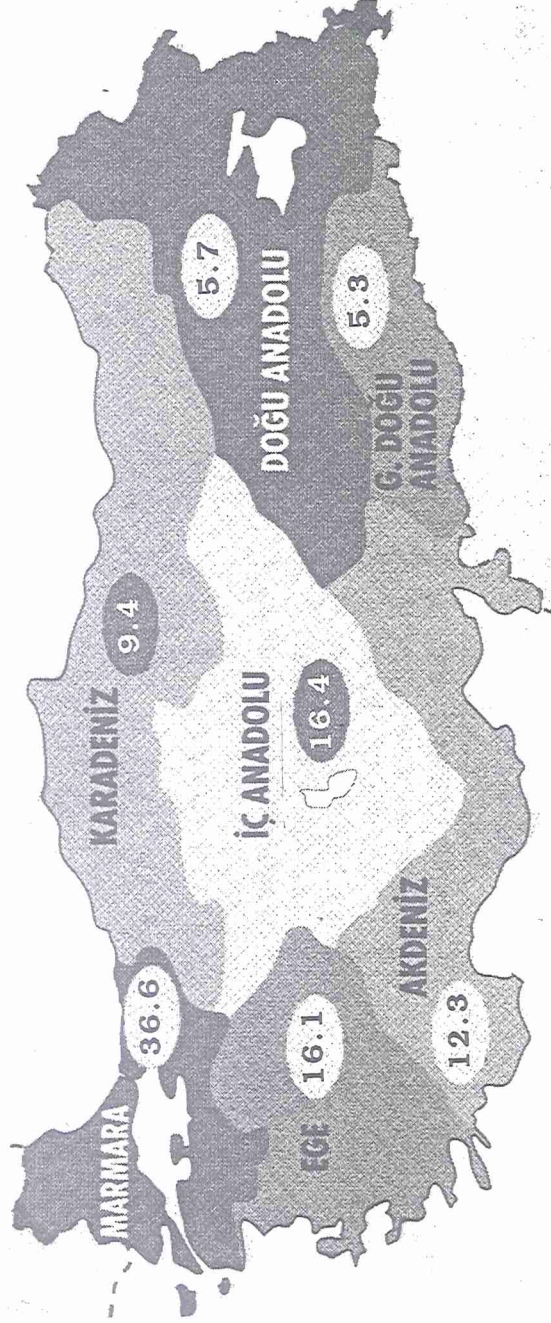 MARMARA
36.6
KARADENİZ
9.4
İÇ ANADOLU
16.4
EGE
16.1
AKDENİZ
12.3
DOĞU ANADOLU
5.7
G. DOĞU
ANADOLU
5.3